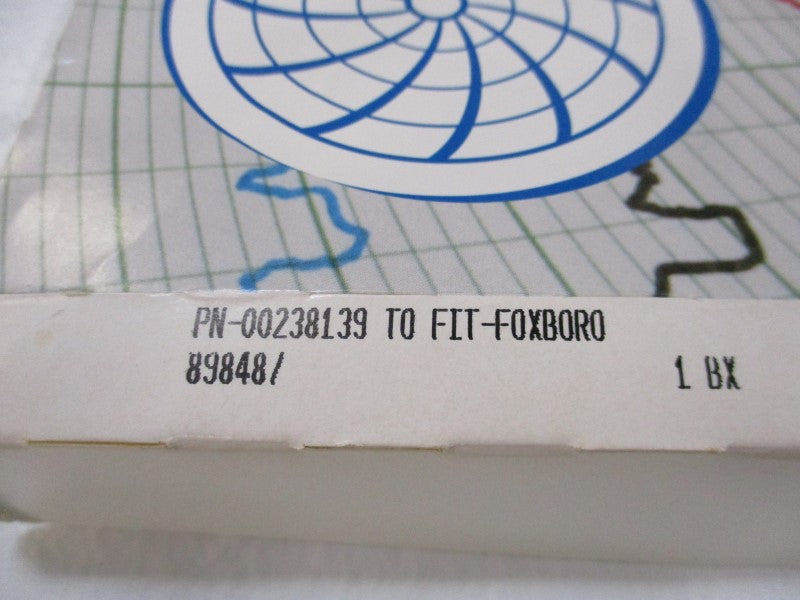 PN-00238139 TO FIT-FOXBORO
89848/ 1 BX